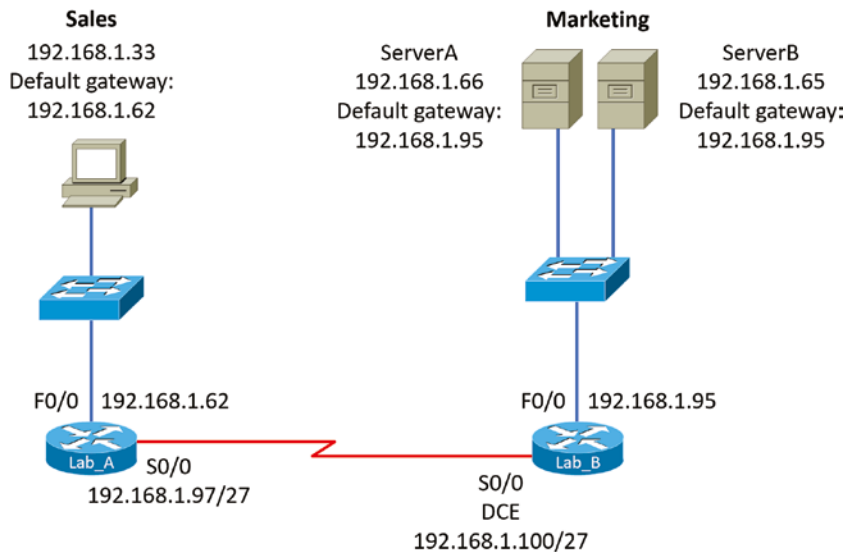 Sales
192.168.1.33
Default gateway:
192.168.1.62
Marketing
ServerA
192.168.1.66
Default gateway:
192.168.1.95
ServerB
192.168.1.65
Default gateway:
192.168.1.95
F0/0
192.168.1.62
Lab_A
S0/0
192.168.1.97/27
F0/0
192.168.1.95
Lab_B
S0/0
DCE
192.168.1.100/27